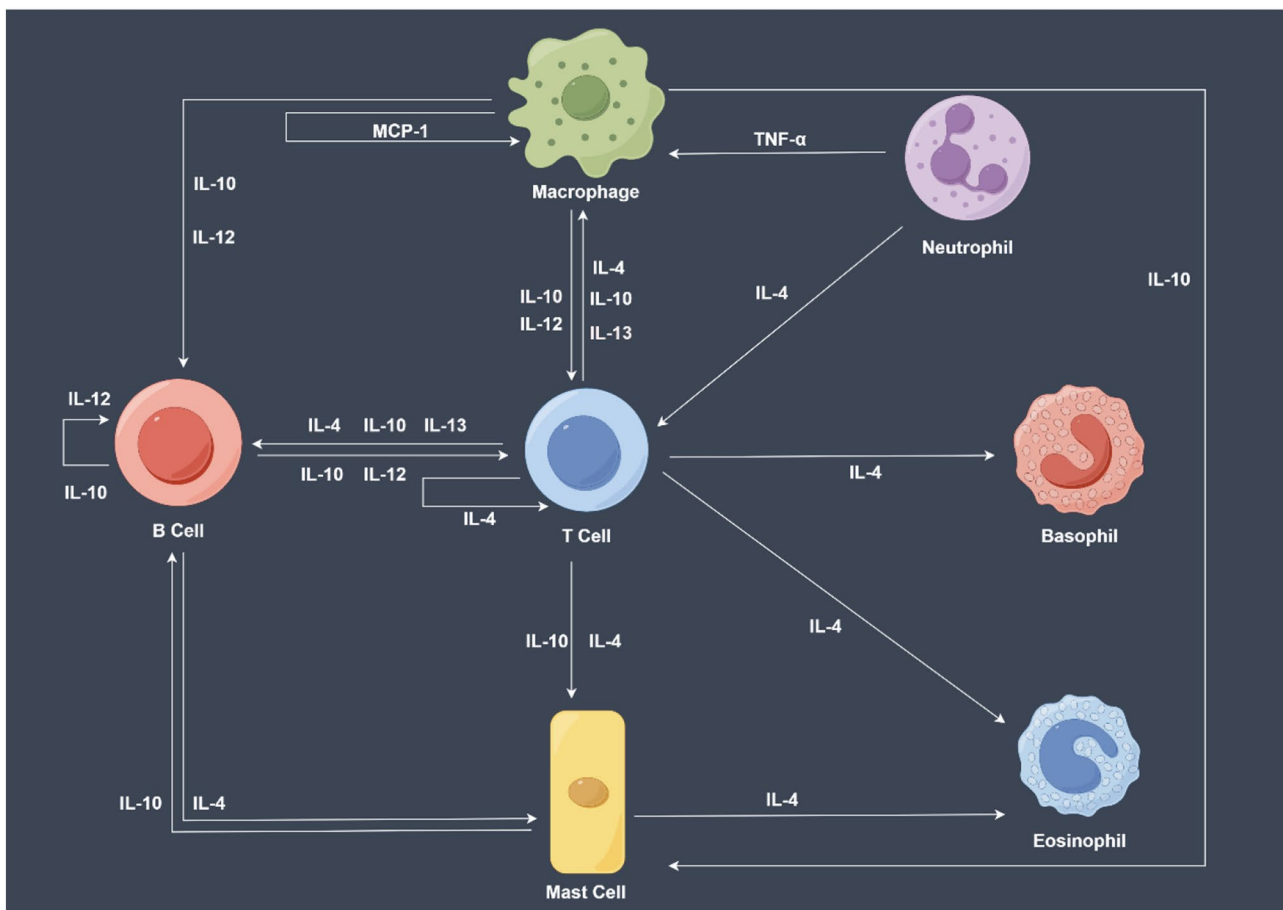 MCP-1
TNF-α
IL-10
IL-12
Macrophage
Neutrophil
IL-4
IL-10
IL-13
IL-10
IL-12
IL-4
IL-10
IL-12
IL-10
B Cell
IL-4 IL-10 IL-13
IL-10 IL-12
IL-4
T Cell
IL-4
Basophil
IL-10 IL-4
IL-4
IL-10 IL-4
IL-4
Mast Cell
Eosinophil